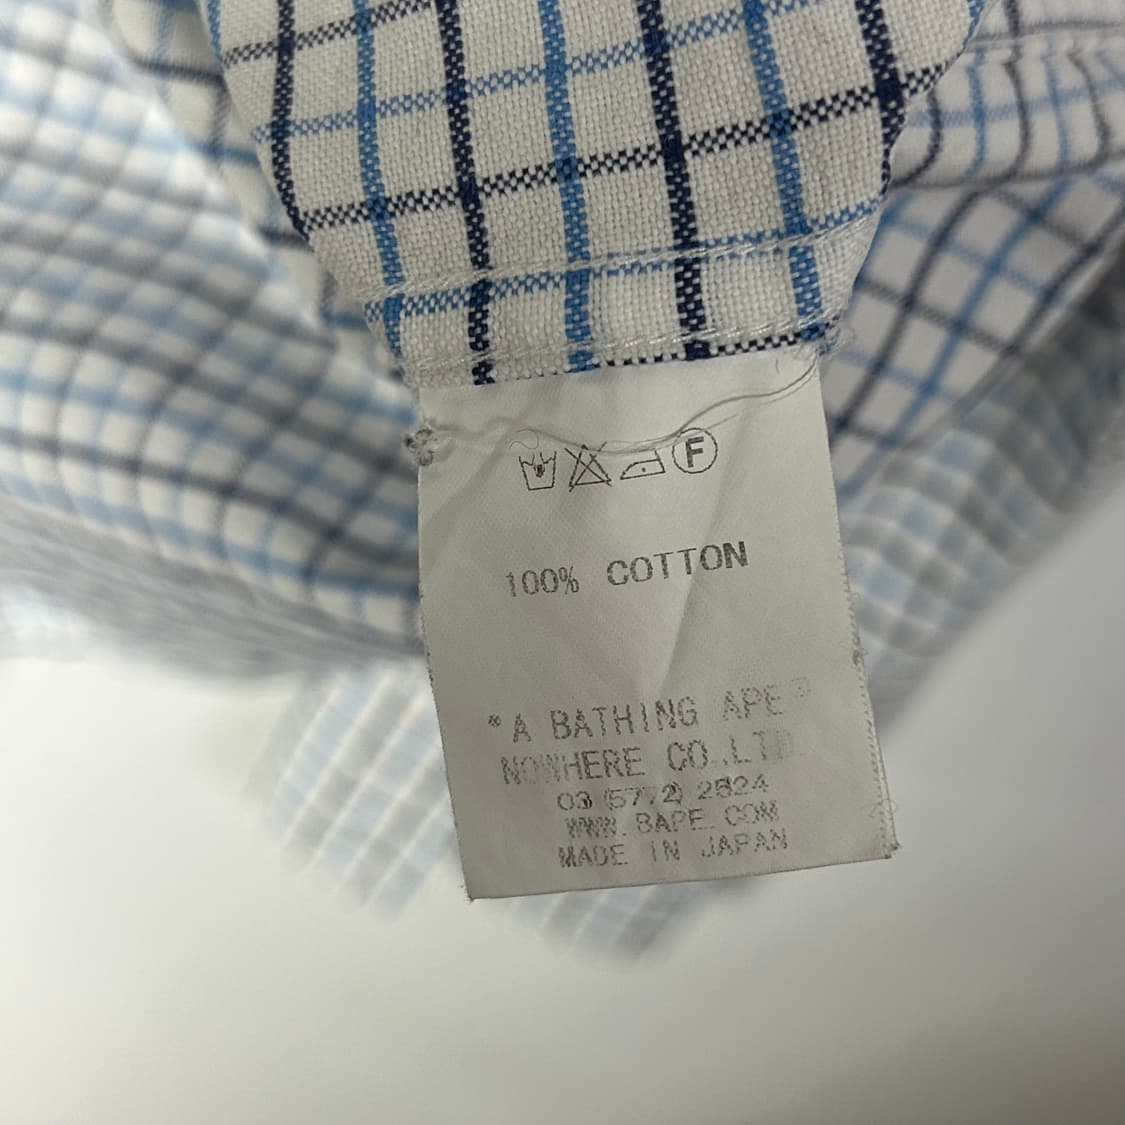 F
100% COTTON
*A BATHING APE®
NOWHERE CO.,LTD.
03 (5772) 2524
WWW.BAPE.COM
MADE IN JAPAN